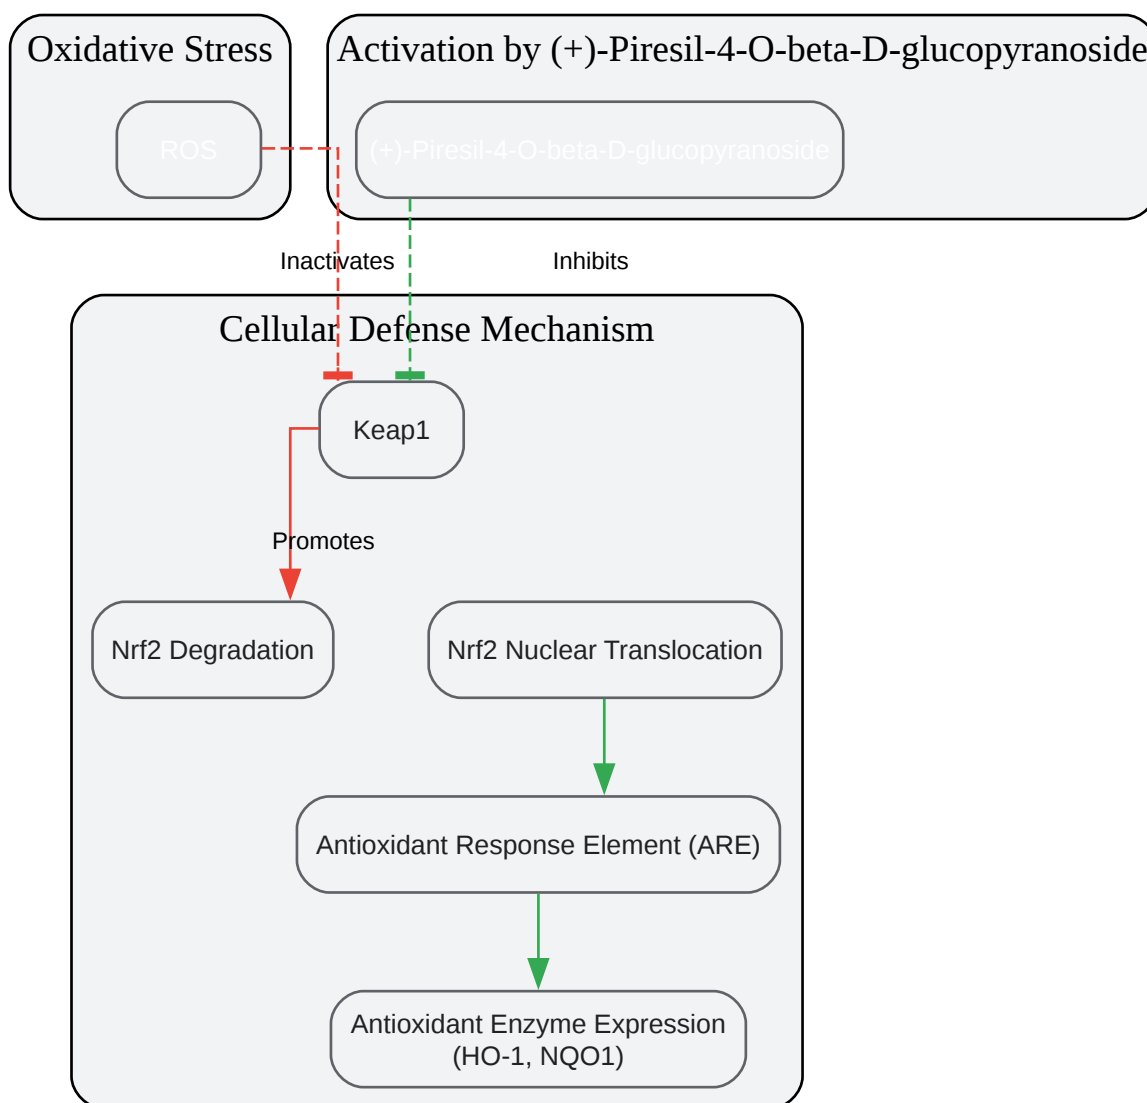 Oxidative Stress
Activation by (+)-Piresil-4-O-beta-D-glucopyranoside
ROS
(+)-Piresil-4-O-beta-D-glucopyranoside
Inactivates
Inhibits
Cellular Defense Mechanism
Keap1
Promotes
Nrf2 Degradation
Nrf2 Nuclear Translocation
Antioxidant Response Element (ARE)
Antioxidant Enzyme Expression
(HO-1, NQO1)